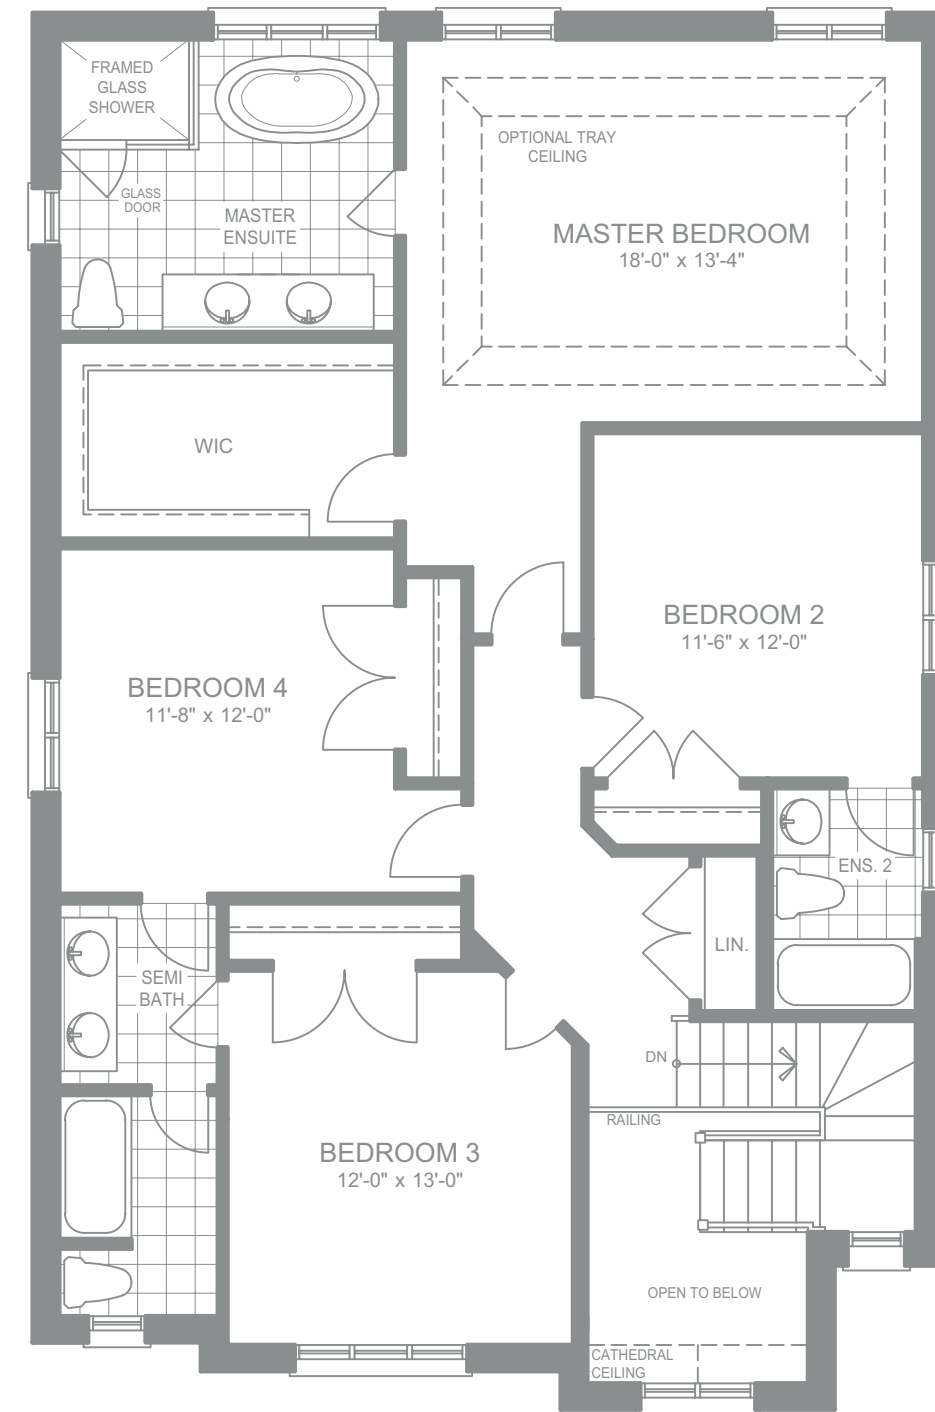 FRAMED
GLASS
SHOWER
GLASS
DOOR
MASTER
ENSUITE
OPTIONAL TRAY
CEILING
MASTER BEDROOM
18'-0" x 13'-4"
WIC
BEDROOM 2
11'-6" x 12'-0"
BEDROOM 4
11'-8" x 12'-0"
ENS. 2
LIN.
SEMI
BATH
DN
RAILING
BEDROOM 3
12'-0" x 13'-0"
OPEN TO BELOW
CATHEDRAL
CEILING